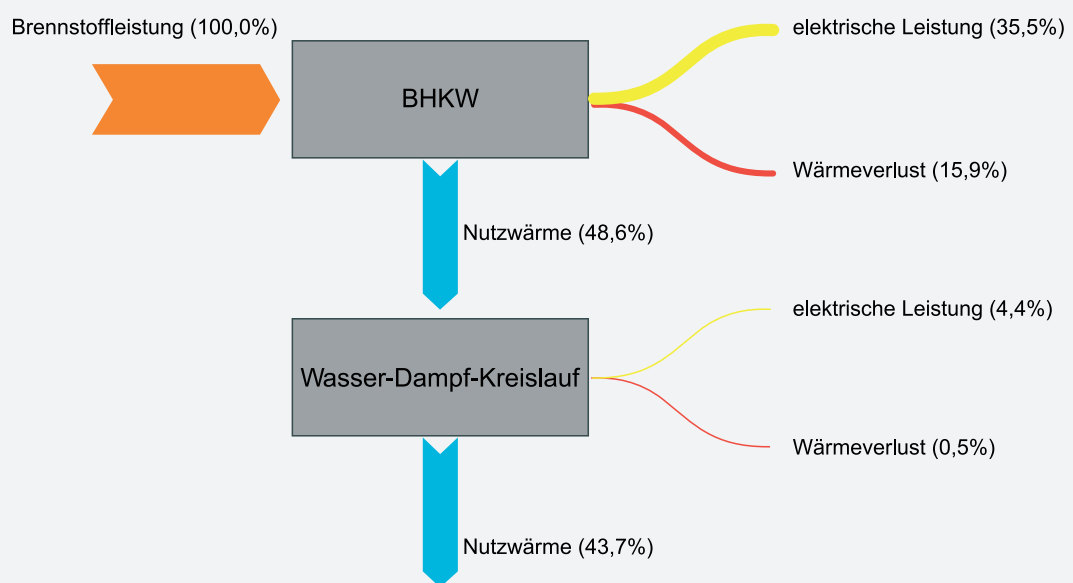 Brennstoffleistung (100,0%)
elektrische Leistung (35,5%)
BHKW
Wärmeverlust (15,9%)
Nutzwärme (48,6%)
elektrische Leistung (4,4%)
Wasser-Dampf-Kreislauf
Wärmeverlust (0,5%)
Nutzwärme (43,7%)